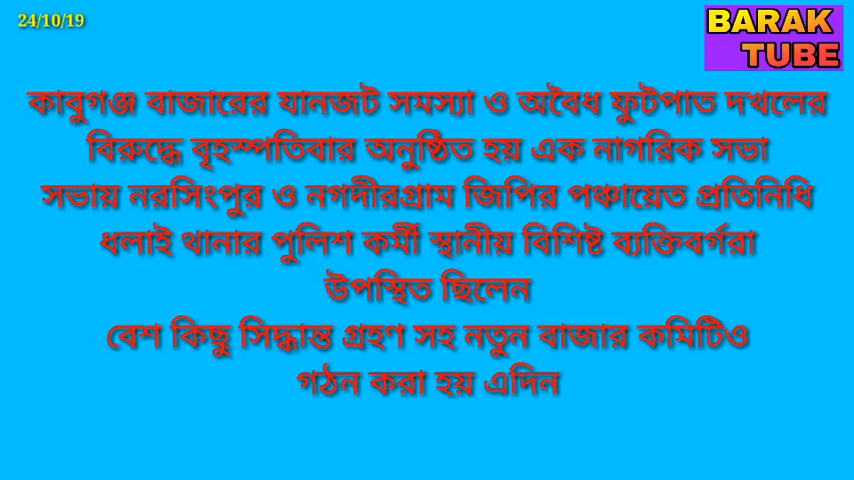 24/10/19
BARAK
TUBE
কাবুগঞ্জ বাজারের যানজট সমস্যা ও অবৈধ ফুটপাত দখলের
বিরুদ্ধে বৃহস্পতিবার অনুষ্ঠিত হয় এক নাগরিক সভা
সভায় নরসিংপুর ও নগদীরগ্রাম জিপির পঞ্চায়েত প্রতিনিধি
ধলাই থানার পুলিশ কর্মী স্থানীয় বিশিষ্ট ব্যক্তিবর্গরা
উপস্থিত ছিলেন
বেশ কিছু সিদ্ধান্ত গ্রহণ সহ নতুন বাজার কমিটিও
গঠন করা হয় এদিন